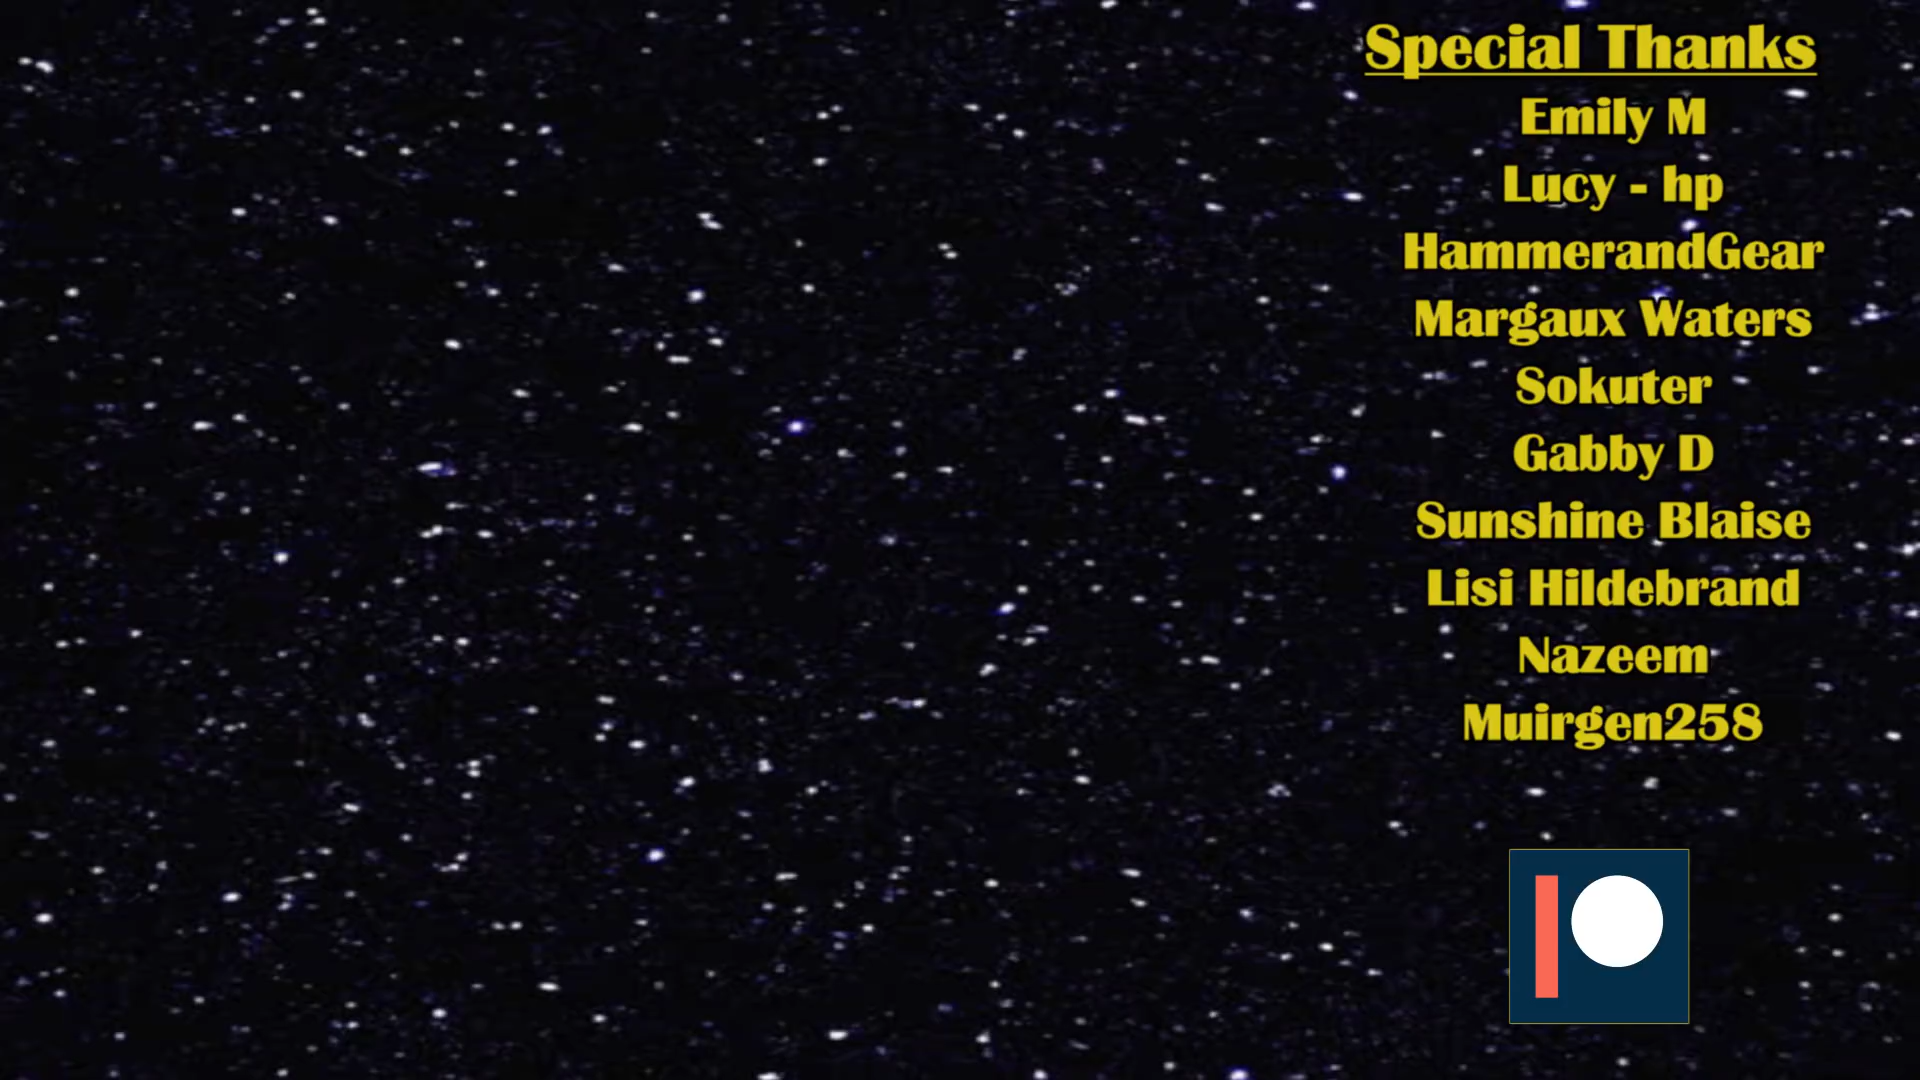 Special Thanks
Emily M
Lucy - hp
HammerandGear
Margaux Waters
Sokuter
Gabby D
Sunshine Blaise
Lisi Hildebrand
Nazeem
Muirgen258